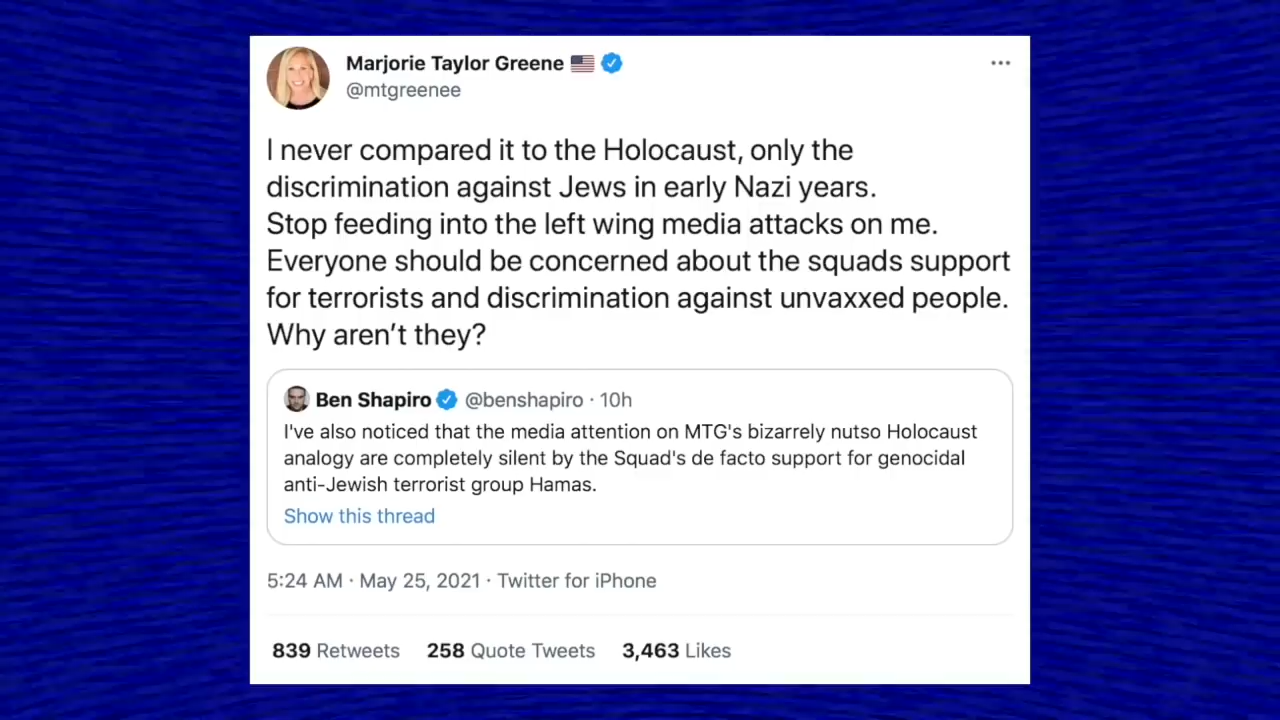 Marjorie Taylor Greene 🇺🇸
@mtgreenee
I never compared it to the Holocaust, only the
discrimination against Jews in early Nazi years.
Stop feeding into the left wing media attacks on me.
Everyone should be concerned about the squads support
for terrorists and discrimination against unvaxxed people.
Why aren't they?
Ben Shapiro @benshapiro · 10h
I've also noticed that the media attention on MTG's bizarrely nutso Holocaust
analogy are completely silent by the Squad's de facto support for genocidal
anti-Jewish terrorist group Hamas.
Show this thread
5:24 AM · May 25, 2021 · Twitter for iPhone
839 Retweets 258 Quote Tweets 3,463 Likes